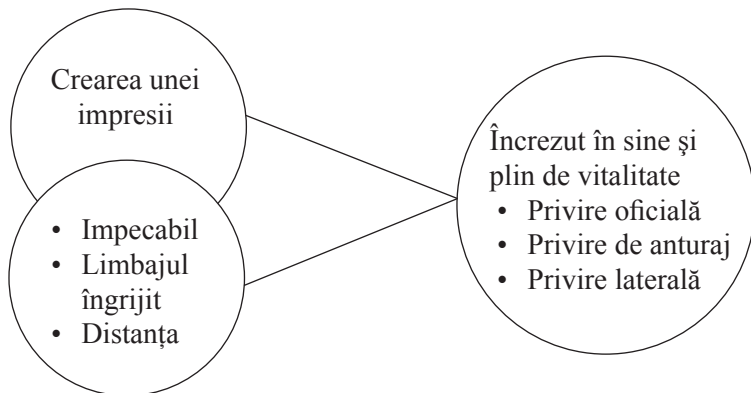 Crearea unei
impresii
• Impecabil
• Limbajul
îngrijit
• Distanța
Încrezut în sine şi
plin de vitalitate
• Privire oficială
• Privire de anturaj
• Privire laterală